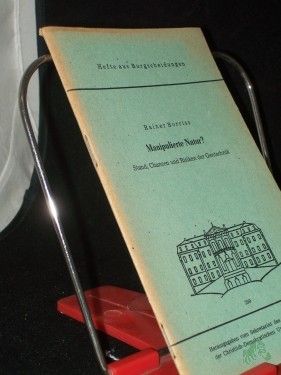 Hefte aus Burgscheidungen
Rainer Borriss
Manipulierte Natur?
Stand, Chancen und Risiken der Gentechnik
Herausgegeben vom Sekretariat des
der Christlich-Demokratischen